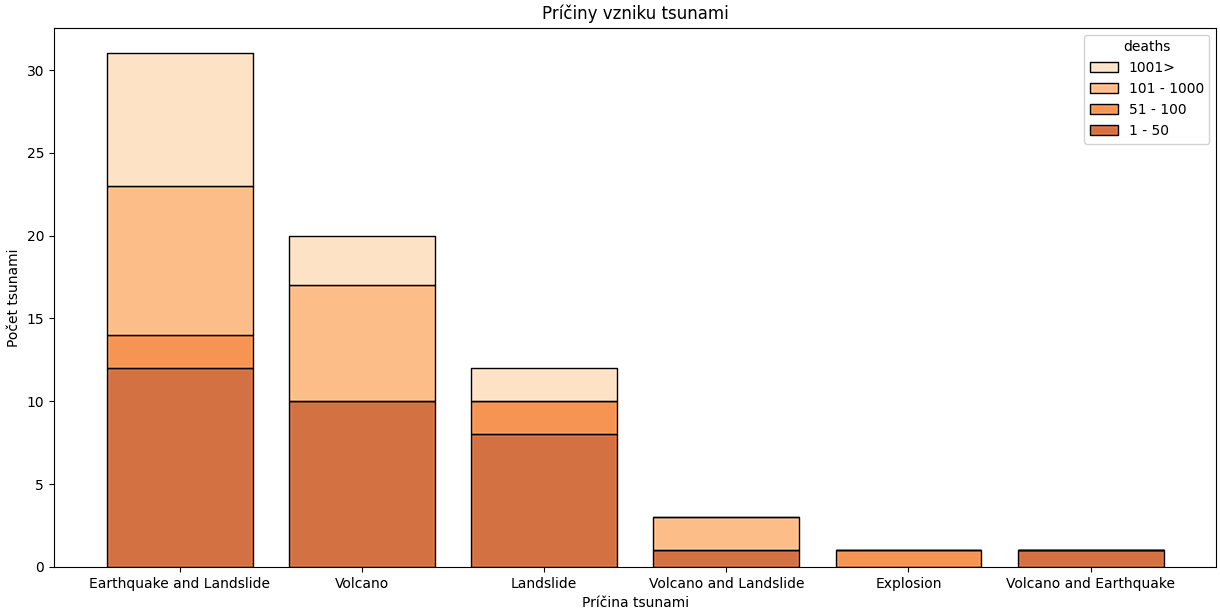 Príčiny vzniku tsunami
deaths
1001>
101 - 1000
51 - 100
1 - 50
Počet tsunami
30
25
20
15
10
5
0
Earthquake and Landslide
Volcano
Landslide
Volcano and Landslide
Explosion
Volcano and Earthquake
Príčina tsunami